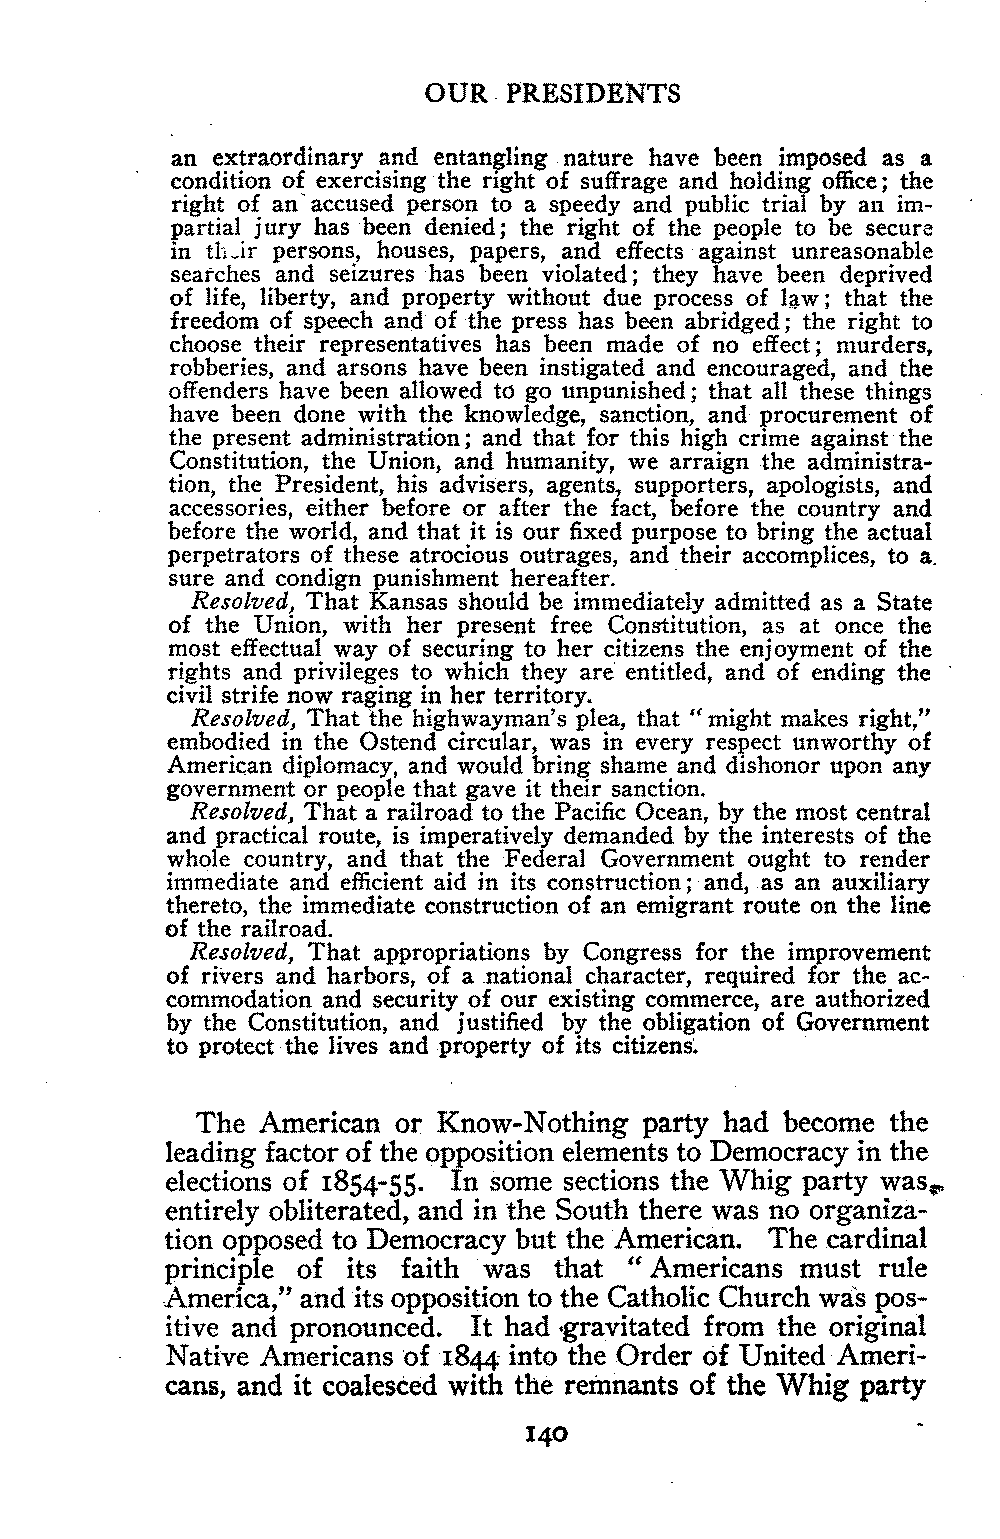 OUR PRESIDENTS
an extraordinary and entangling nature have been imposed as a
condition of exercising the right of suffrage and holding office; the
right of an accused person to a speedy and public trial by an im-
partial jury has been denied; the right of the people to be secure
in their persons, houses, papers, and effects against unreasonable
searches and seizures has been violated; they have been deprived
of life, liberty, and property without due process of law; that the
freedom of speech and of the press has been abridged; the right to
choose their representatives has been made of no effect; murders,
robberies, and arsons have been instigated and encouraged, and the
offenders have been allowed to go unpunished; that all these things
have been done with the knowledge, sanction, and procurement of
the present administration; and that for this high crime against the
Constitution, the Union, and humanity, we arraign the administra-
tion, the President, his advisers, agents, supporters, apologists, and
accessories, either before or after the fact, before the country and
before the world, and that it is our fixed purpose to bring the actual
perpetrators of these atrocious outrages, and their accomplices, to a
sure and condign punishment hereafter.
Resolved, That Kansas should be immediately admitted as a State
of the Union, with her present free Constitution, as at once the
most effectual way of securing to her citizens the enjoyment of the
rights and privileges to which they are entitled, and of ending the
civil strife now raging in her territory.
Resolved, That the highwayman's plea, that "might makes right,"
embodied in the Ostend circular, was in every respect unworthy of
American diplomacy, and would bring shame and dishonor upon any
government or people that gave it their sanction.
Resolved, That a railroad to the Pacific Ocean, by the most central
and practical route, is imperatively demanded by the interests of the
whole country, and that the Federal Government ought to render
immediate and efficient aid in its construction; and, as an auxiliary
thereto, the immediate construction of an emigrant route on the line
of the railroad.
Resolved, That appropriations by Congress for the improvement
of rivers and harbors, of a national character, required for the ac-
commodation and security of our existing commerce, are authorized
by the Constitution, and justified by the obligation of Government
to protect the lives and property of its citizens.
The American or Know-Nothing party had become the
leading factor of the opposition elements to Democracy in the
elections of 1854-55. In some sections the Whig party was
entirely obliterated, and in the South there was no organiza-
tion opposed to Democracy but the American. The cardinal
principle of its faith was that "Americans must rule
America," and its opposition to the Catholic Church was pos-
itive and pronounced. It had gravitated from the original
Native Americans of 1844 into the Order of United Ameri-
cans, and it coalesced with the remnants of the Whig party
140